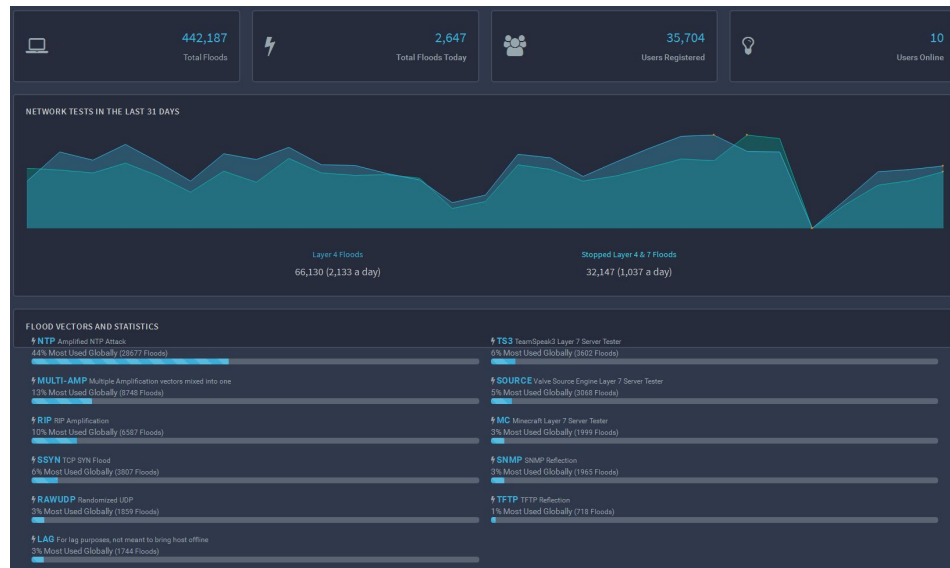 442,187
Total Floods
2,647
Total Floods Today
35,704
Users Registered
10
Users Online
NETWORK TESTS IN THE LAST 31 DAYS
Layer 4 Floods
66,130 (2,133 a day)
Stopped Layer 4 & 7 Floods
32,147 (1,037 a day)
FLOOD VECTORS AND STATISTICS
NTP Amplified NTP Attack
44% Most Used Globally (28677 Floods)
MULTI-AMP Multiple Amplification vectors mixed into one
13% Most Used Globally (8748 Floods)
RIP RIP Amplification
10% Most Used Globally (6587 Floods)
SSYN TCP SYN Flood
6% Most Used Globally (3807 Floods)
RAWUDP Randomized UDP
3% Most Used Globally (1859 Floods)
LAG For lag purposes, not meant to bring host offline
3% Most Used Globally (1744 Floods)
TS3 TeamSpeak3 Layer 7 Server Tester
6% Most Used Globally (3602 Floods)
SOURCE Valve Source Engine Layer 7 Server Tester
5% Most Used Globally (3068 Floods)
MC Minecraft Layer 7 Server Tester
3% Most Used Globally (1999 Floods)
SNMP SNMP Reflection
3% Most Used Globally (1965 Floods)
TFTP TFTP Reflection
1% Most Used Globally (718 Floods)